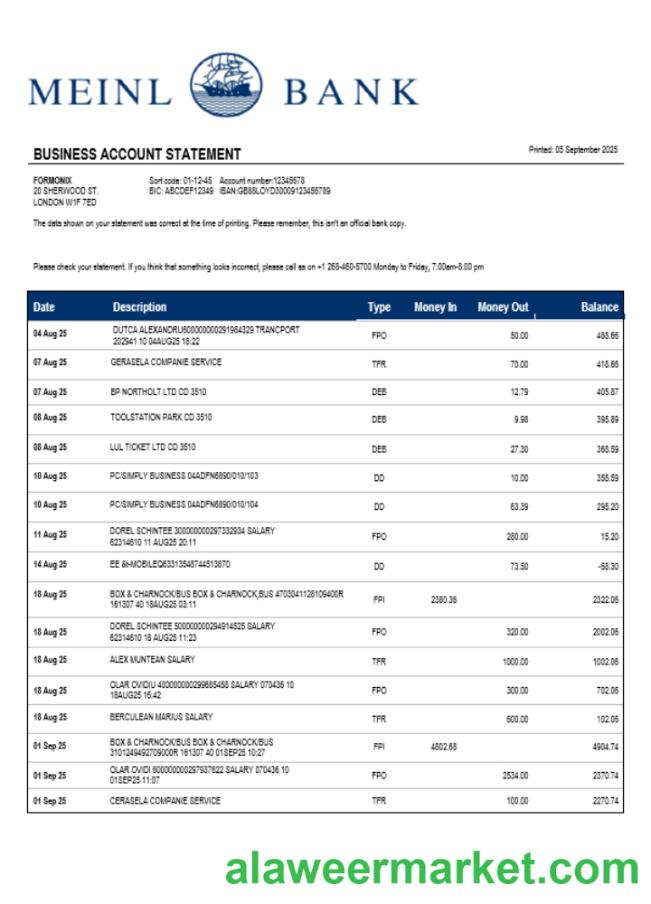 MEINL BANK
BUSINESS ACCOUNT STATEMENT
Printed: 05 September 2025
FORMONIX
Sort code: 01-12-45 Account number:12345678
20 SHERWOOD ST.
BIC: ABCDEF12349 IBAN:GB88LOYD30009123456789
LONDON W1F 7ED
The data shown on your statement was correct at the time of printing. Please remember, this isn't an official bank copy.
Please check your statement. If you think that something looks incorrect, please call as on +1 268-460-5700 Monday to Friday, 7:00am-8:00 pm
Date Description Type Money In Money Out Balance
04 Aug 25 DUTCA ALEXANDRU600000000291984329 TRANCPORT
202941 10 04AUG25 18:22 FPO 50.00 488.66
07 Aug 25 GERASELA COMPANIE SERVICE TFR 70.00 418.66
07 Aug 25 BP NORTHOLT LTD CD 3510 DEB 12.79 405.87
08 Aug 25 TOOLSTATION PARK CD 3510 DEB 9.98 395.89
08 Aug 25 LUL TICKET LTD CD 3510 DEB 27.30 368.59
10 Aug 25 PC/SIMPLY BUSINESS 04ADFN6890/010/103 DD 10.00 358.59
10 Aug 25 PC/SIMPLY BUSINESS 04ADFN6890/010/104 DD 63.39 295.20
11 Aug 25 DOREL SCHINTEE 300000000297332934 SALARY
62314610 11 AUG25 20:11 FPO 280.00 15.20
14 Aug 25 EE &t-MOBILEQ63313548744513870 DD 73.50 -58.30
18 Aug 25 BOX & CHARNOCK/BUS BOX & CHARNOCK,BUS 4703041128109400R
161307 40 18AUG25 03:11 FPI 2380.36 2322.06
18 Aug 25 DOREL SCHINTEE 500000000294914525 SALARY
62314610 18 AUG25 11:23 FPO 320.00 2002.06
18 Aug 25 ALEX MUNTEAN SALARY TFR 1000.00 1002.06
18 Aug 25 OLAR OVIDIU 400000000299685458 SALARY 070436 10
18AUG25 16:42 FPO 300.00 702.06
18 Aug 25 BERCULEAN MARIUS SALARY TFR 600.00 102.06
01 Sep 25 BOX & CHARNOCK/BUS BOX & CHARNOCK/BUS
3101249492709000R 161307 40 01SEP25 10:27 FPI 4802.68 4904.74
01 Sep 25 OLAR OVIDI 600000000297937622 SALARY 070436 10
01SEP25 11:07 FPO 2534.00 2370.74
01 Sep 25 CERASELA COMPANIE SERVICE TFR 100.00 2270.74
alaweermarket.com